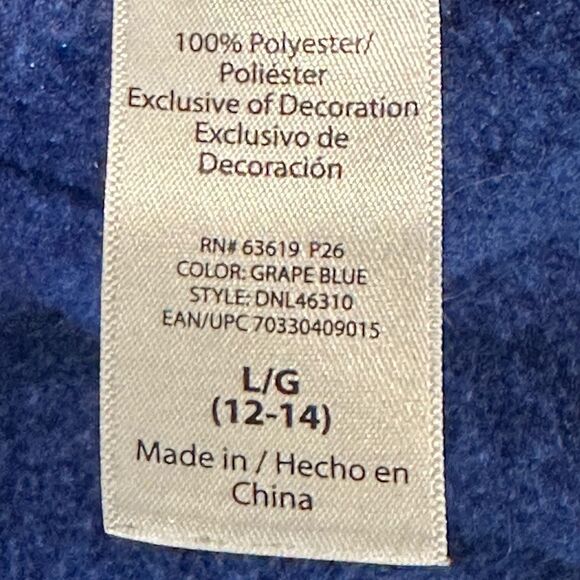 100% Polyester/
Poliéster
Exclusive of Decoration
Exclusivo de
Decoración
RN# 63619 P26
COLOR: GRAPE BLUE
STYLE: DNL46310
EAN/UPC 70330409015
L/G
(12-14)
Made in / Hecho en
China